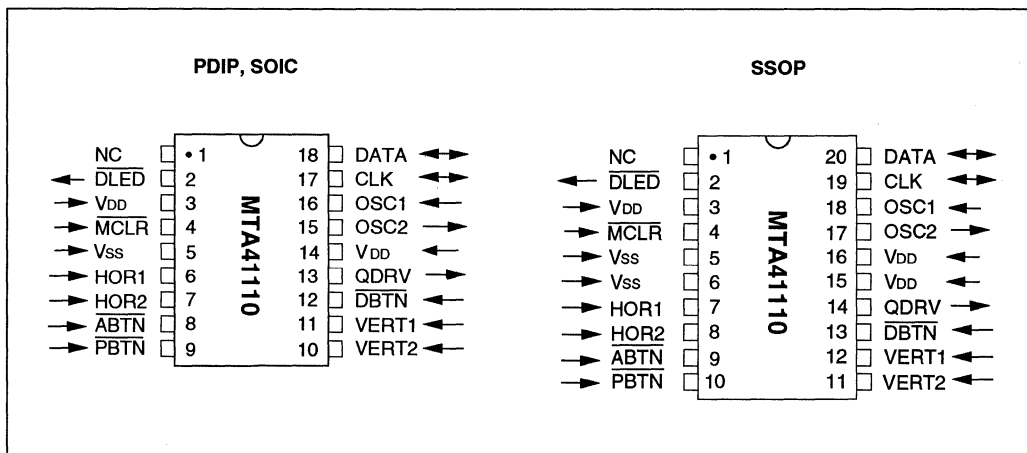 PDIP, SOIC
NC • 1 18 DATA
DLED 2 17 CLK
VDD 3 16 OSC1
MCLR 4 15 OSC2
VSS 5 14 VDD
HOR1 6 13 QDRV
HOR2 7 12 DBTN
ABTN 8 11 VERT1
PBTN 9 10 VERT2
MTA41110
SSOP
NC • 1 20 DATA
DLED 2 19 CLK
VDD 3 18 OSC1
MCLR 4 17 OSC2
VSS 5 16 VDD
VSS 6 15 VDD
HOR1 7 14 QDRV
HOR2 8 13 DBTN
ABTN 9 12 VERT1
PBTN 10 11 VERT2
MTA41110